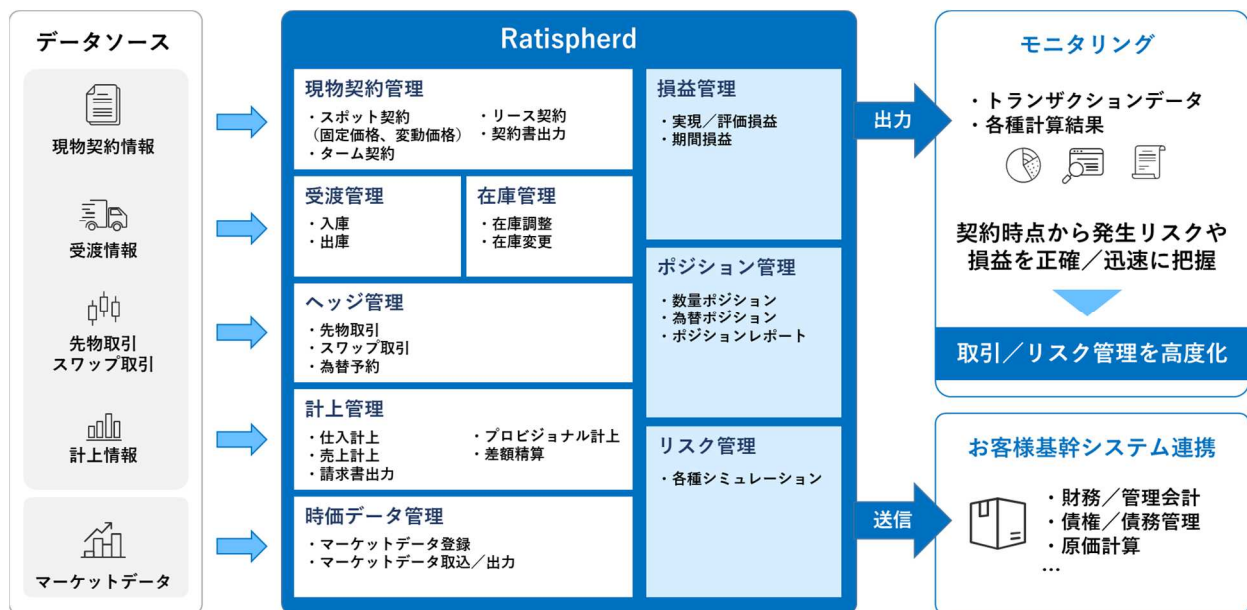 データソース
現物契約情報
受渡情報
先物取引
スワップ取引
計上情報
マーケットデータ
Ratispherd
現物契約管理
・スポット契約
（固定価格、変動価格）
・ターム契約
・リース契約
・契約書出力
受渡管理
・入庫
・出庫
在庫管理
・在庫調整
・在庫変更
ヘッジ管理
・先物取引
・スワップ取引
・為替予約
計上管理
・仕入計上
・売上計上
・請求書出力
・プロビジョナル計上
・差額精算
時価データ管理
・マーケットデータ登録
・マーケットデータ取込／出力
損益管理
・実現／評価損益
・期間損益
ポジション管理
・数量ポジション
・為替ポジション
・ポジションレポート
リスク管理
・各種シミュレーション
出力
送信
モニタリング
・トランザクションデータ
・各種計算結果
契約時点から発生リスクや
損益を正確／迅速に把握
取引／リスク管理を高度化
お客様基幹システム連携
・財務／管理会計
・債権／債務管理
・原価計算
…